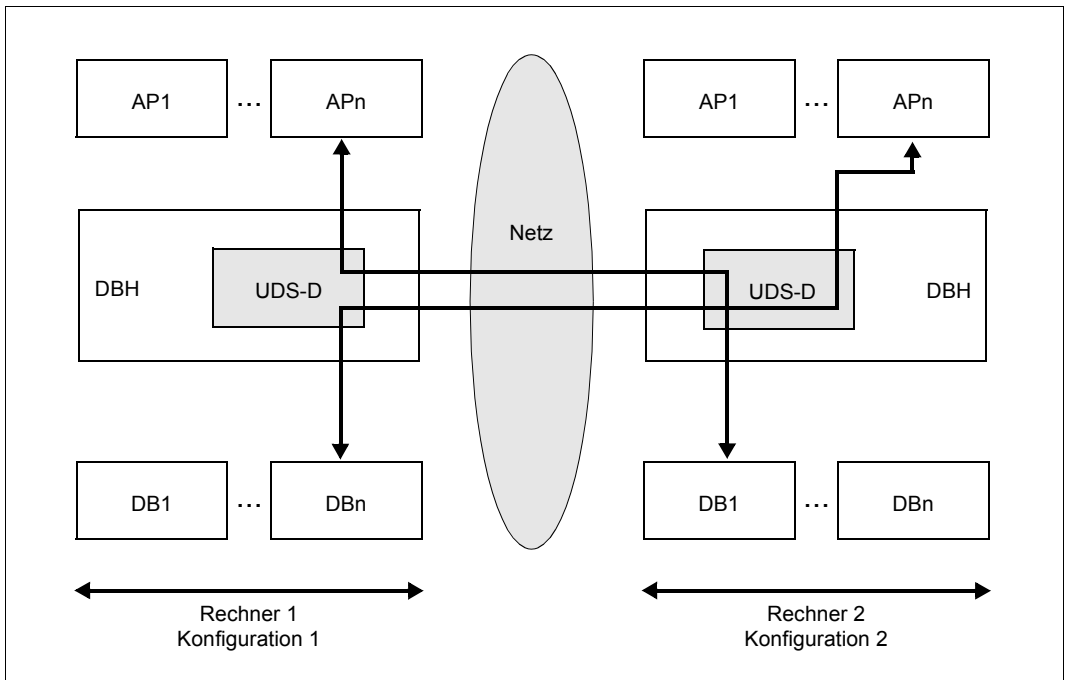 AP1 ... APn AP1 ... APn
Netz
DBH UDS-D UDS-D DBH
DB1 ... DBn DB1 ... DBn
Rechner 1
Konfiguration 1
Rechner 2
Konfiguration 2